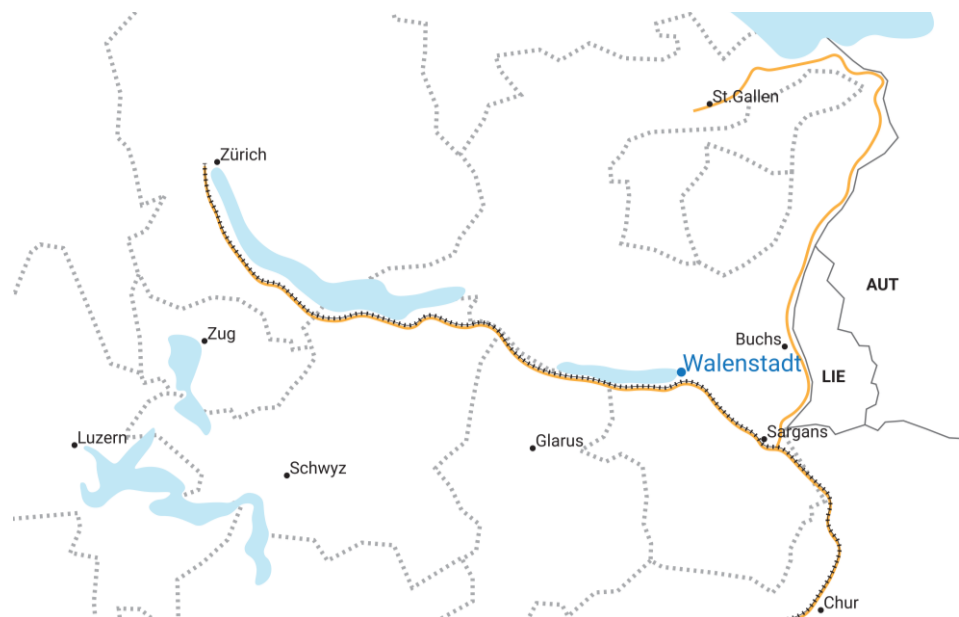 St.Gallen
Zürich
AUT
Zug
Buchs
Walenstadt
LIE
Luzern
Glarus
Sargans
Schwyz
Chur